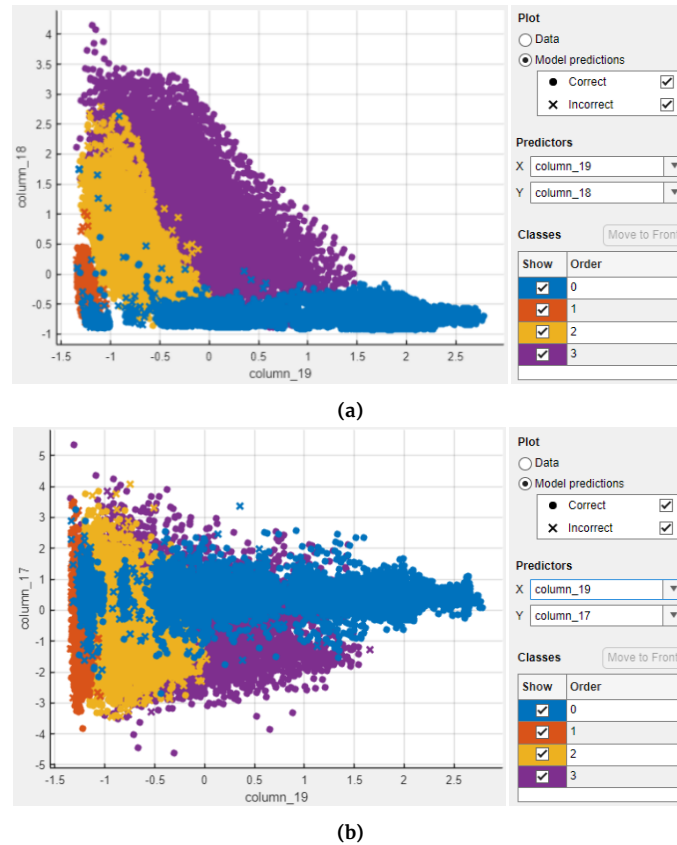 Plot
Data
Model predictions
Correct
Incorrect
Predictors
X column_19
Y column_18
Classes Move to Front
Show Order
0
1
2
3
4
3.5
3
2.5
2
1.5
1
0.5
0
-0.5
-1
column_18
-1.5 -1 -0.5 0 0.5 1 1.5 2 2.5
column_19
(a)
Plot
Data
Model predictions
Correct
Incorrect
Predictors
X column_19
Y column_17
Classes Move to Front
Show Order
0
1
2
3
5
4
3
2
1
0
-1
-2
-3
-4
-5
column_17
-1.5 -1 -0.5 0 0.5 1 1.5 2 2.5
column_19
(b)